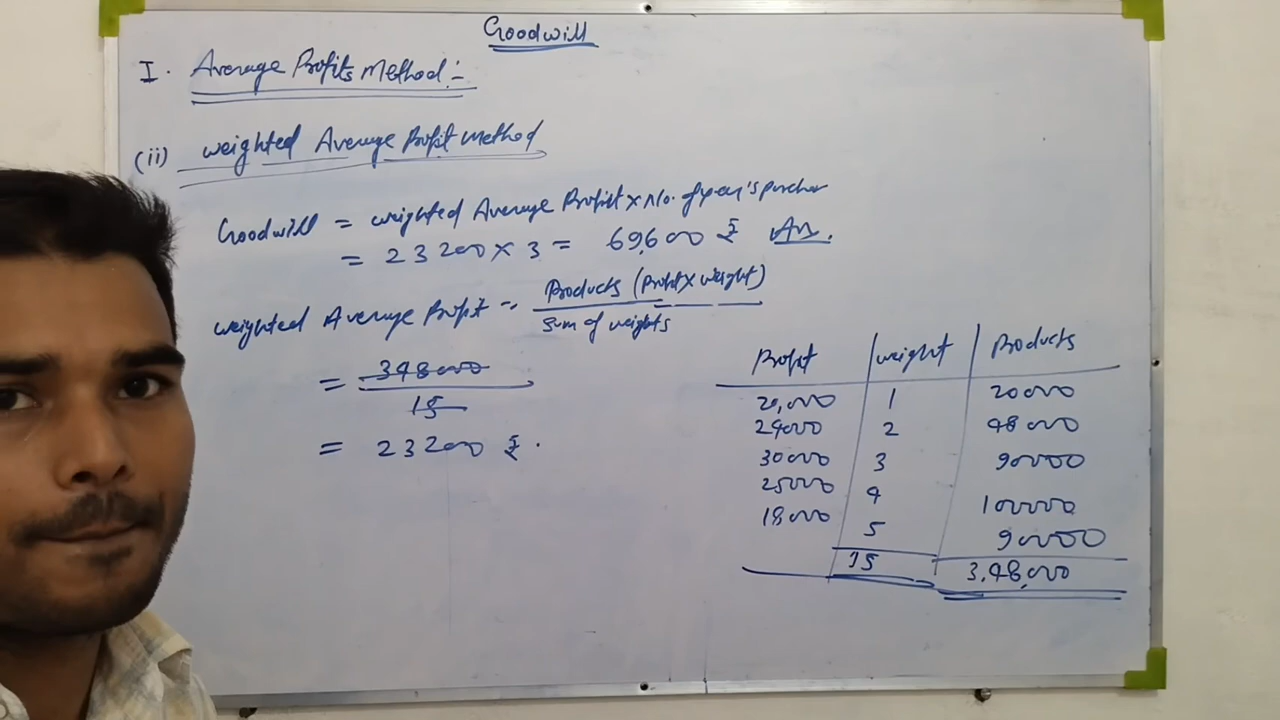 Goodwill
I. Average Profits Method :-
(ii) weighted Average Profit method
Goodwill = weighted Average Profit × No. of year's purchase
= 23200 × 3 = 69,600 ₹ Ans.
weighted Average Profit = Products (Profit × weight)
sum of weights
= 348000
15
= 23200 ₹.
Profit weight Products
20,000 1 20000
24000 2 48000
30000 3 90000
25000 4 100000
18000 5 90000
15 3,48,000